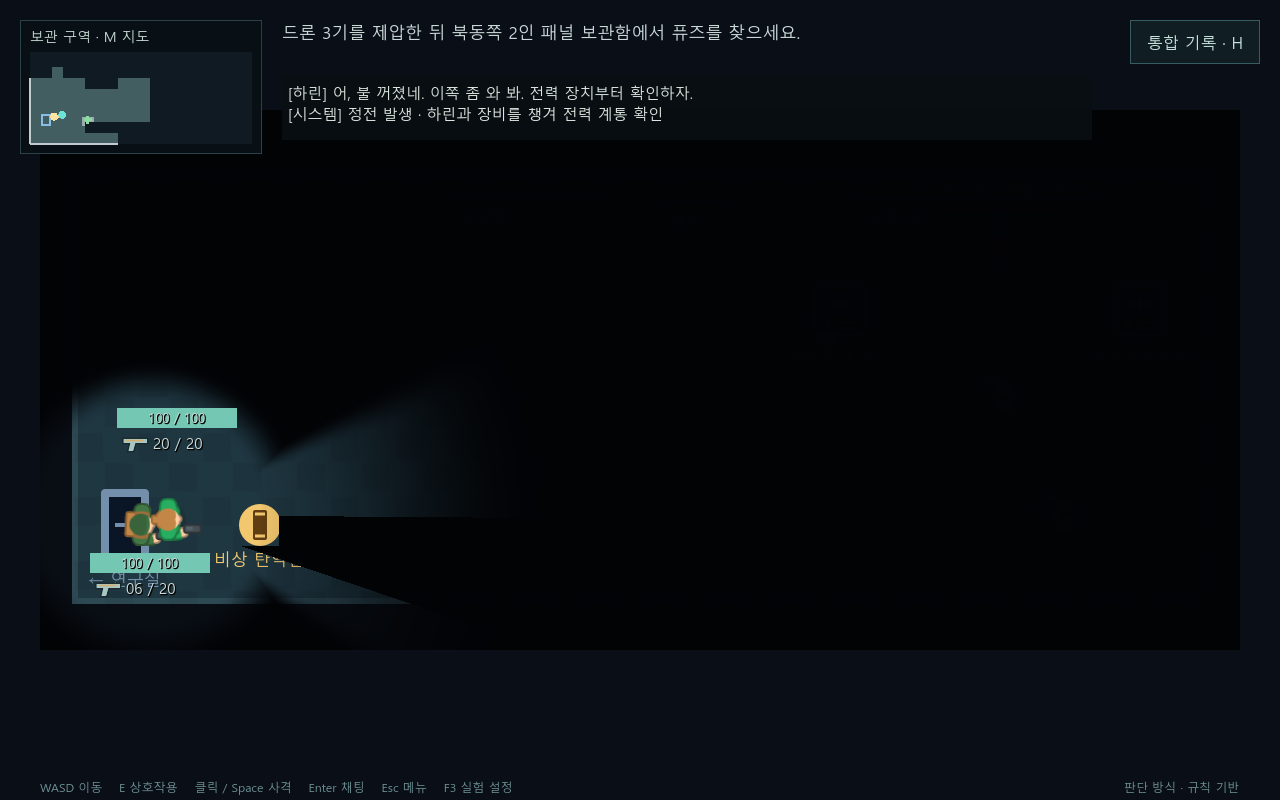 보관 구역 · M 지도
드론 3기를 제압한 뒤 북동쪽 2인 패널 보관함에서 퓨즈를 찾으세요.
통합 기록 · H
[하린] 어, 불 꺼졌네. 이쪽 좀 와 봐. 전력 장치부터 확인하자.
[시스템] 정전 발생 · 하린과 장비를 챙겨 전력 계통 확인
100 / 100
20 / 20
비상
100 / 100
← 연구실
06 / 20
WASD 이동 E 상호작용 클릭 / Space 사격 Enter 채팅 Esc 메뉴 F3 실험 설정
판단 방식 · 규칙 기반